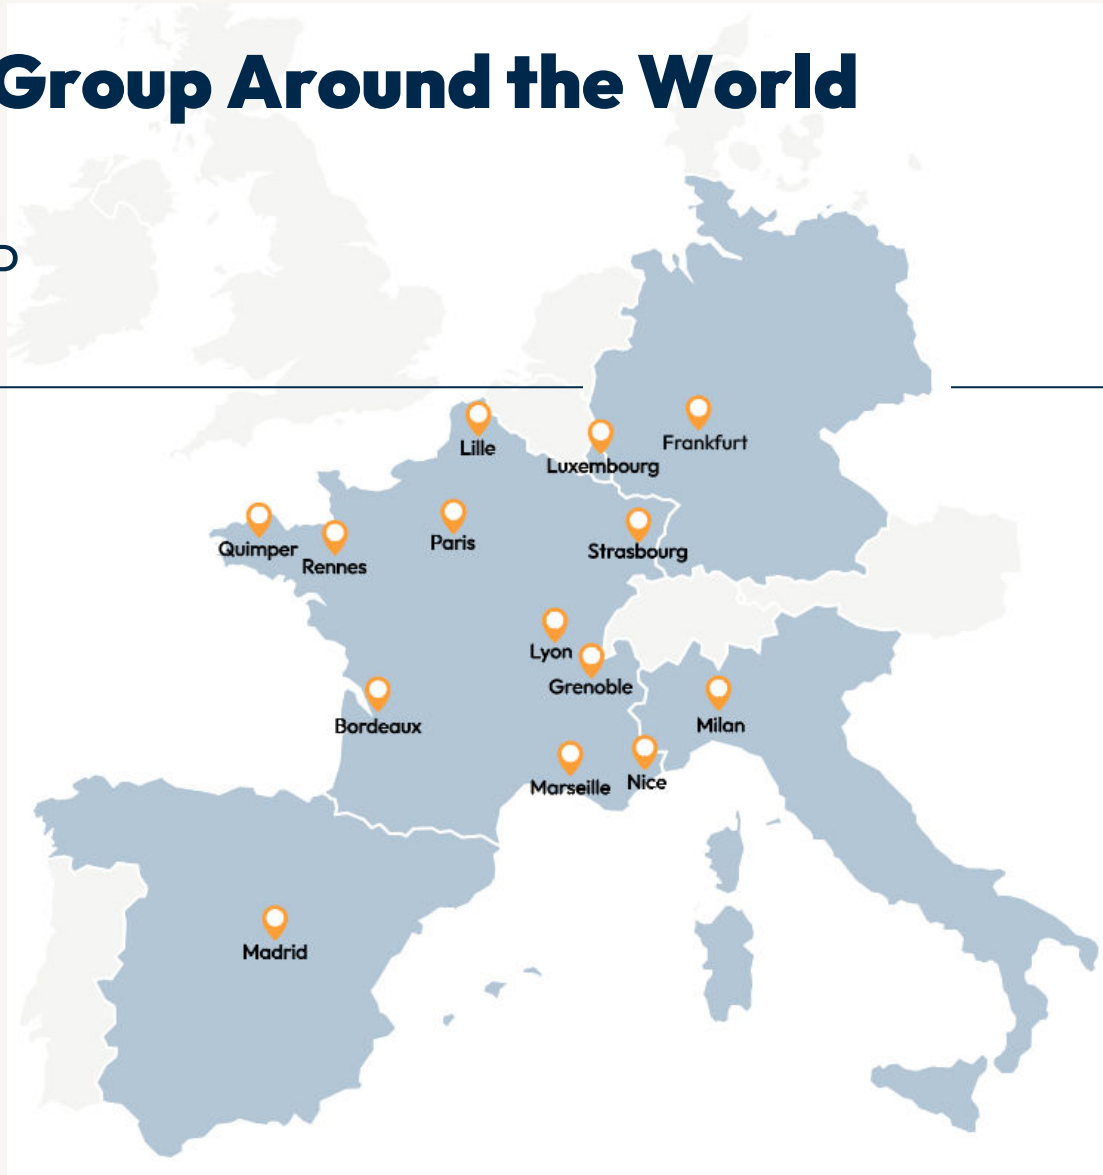 Group Around the World
D
Lille
Frankfurt
Luxembourg
Paris
Quimper
Strasbourg
Rennes
Lyon
Grenoble
Bordeaux
Milan
Nice
Marseille
Madrid